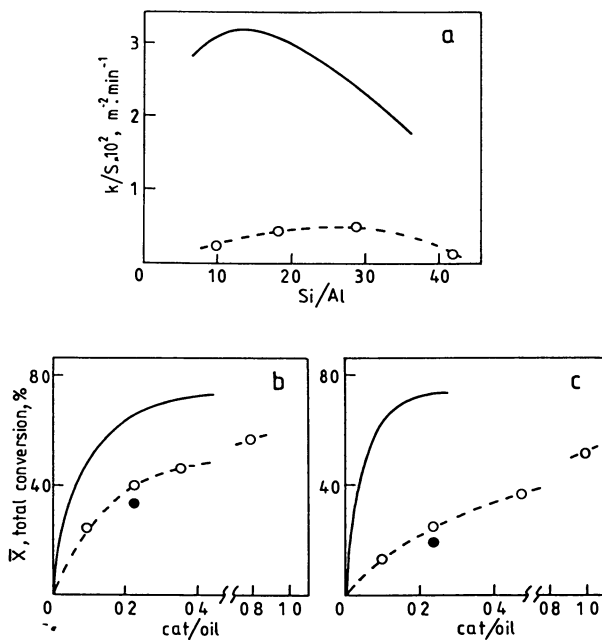 a
k/S.10², m⁻².min⁻¹
3
2
1
0 10 20 30 40
Si/Al
X̄, total conversion, %
80
40
b
0 0.2 0.4 0.8 1.0
cat/oil
80
40
c
0 0.2 0.4 0.8 1.0
cat/oil